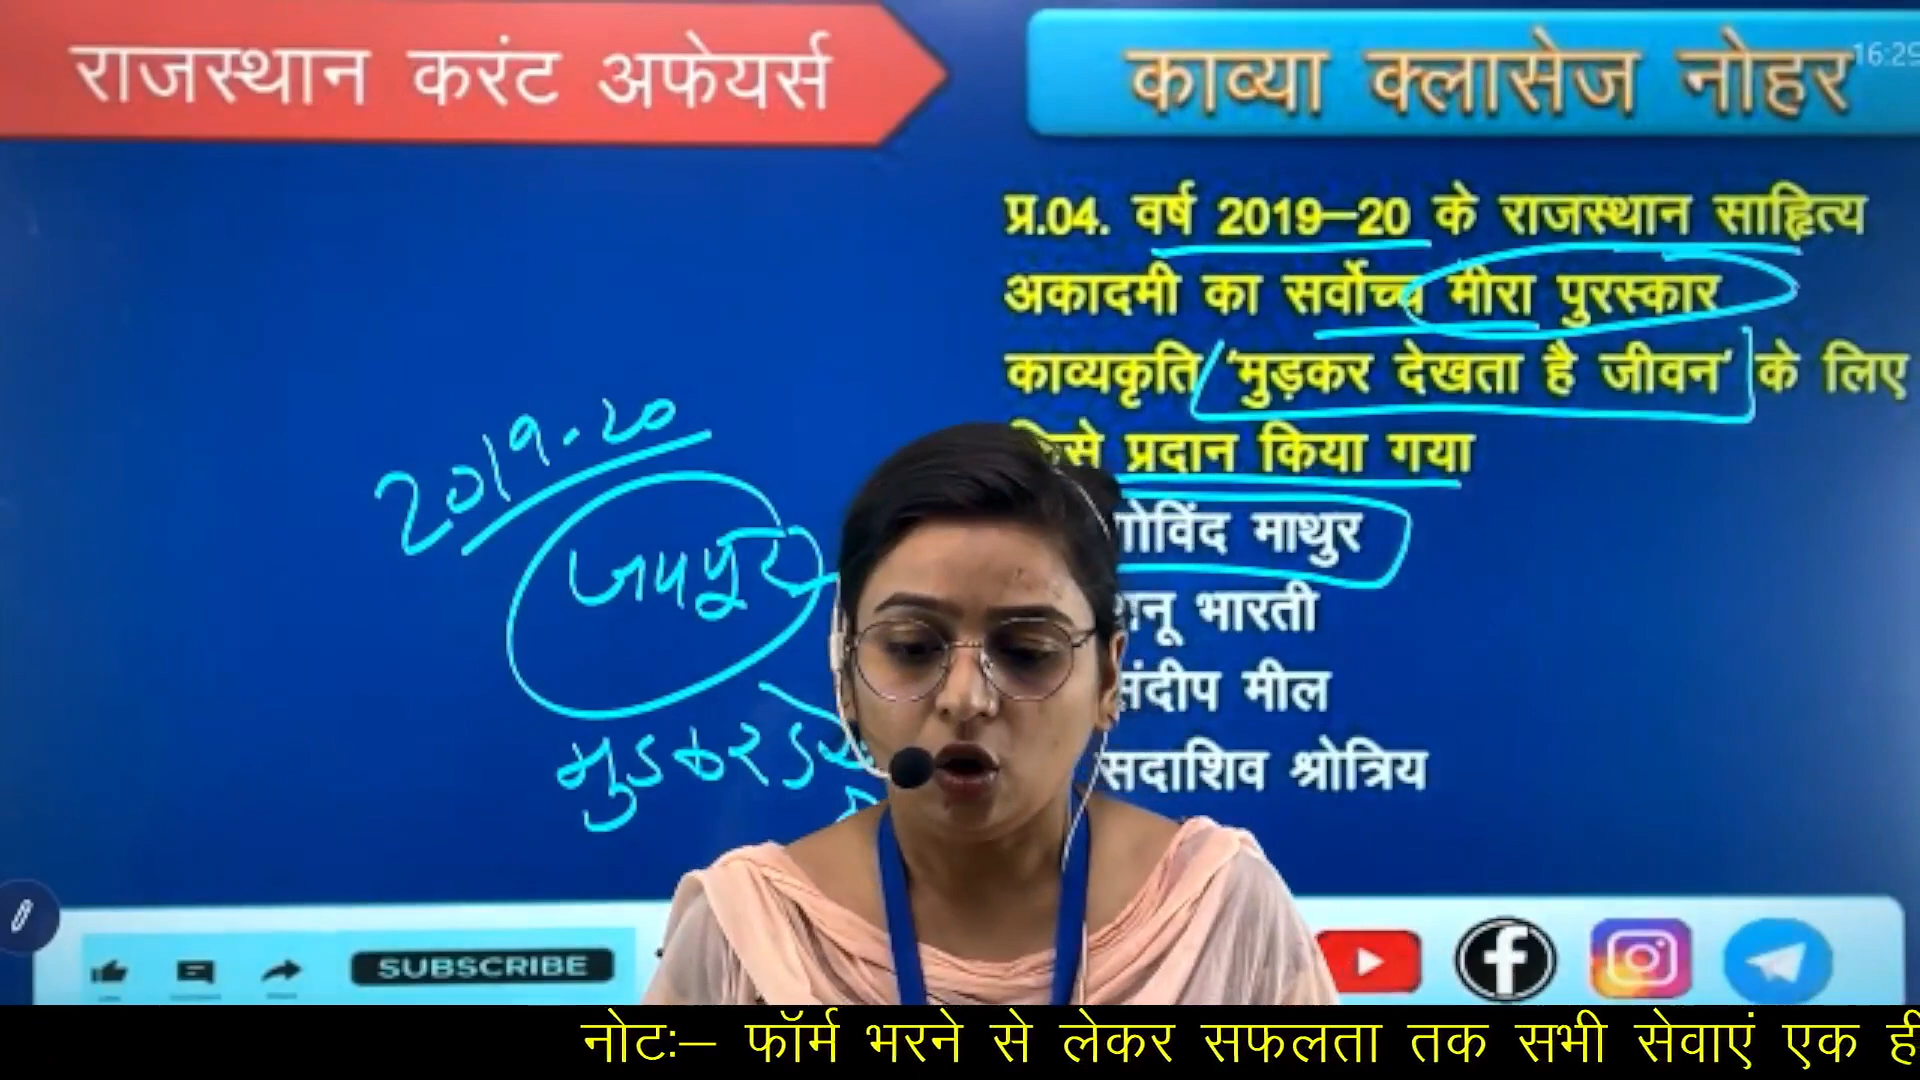 राजस्थान करंट अफेयर्स
काव्या क्लासेज नोहर
16:29
प्र.04. वर्ष 2019–20 के राजस्थान साहित्य
अकादमी का सर्वोच्च मीरा पुरस्कार
काव्यकृति 'मुड़कर देखता है जीवन' के लिए
किसे प्रदान किया गया
गोविंद माथुर
भारती
संदीप मील
सदाशिव श्रोत्रिय
2019-20
जयपुर
मुडकर
SUBSCRIBE
नोटः– फॉर्म भरने से लेकर सफलता तक सभी सेवाएं एक ही